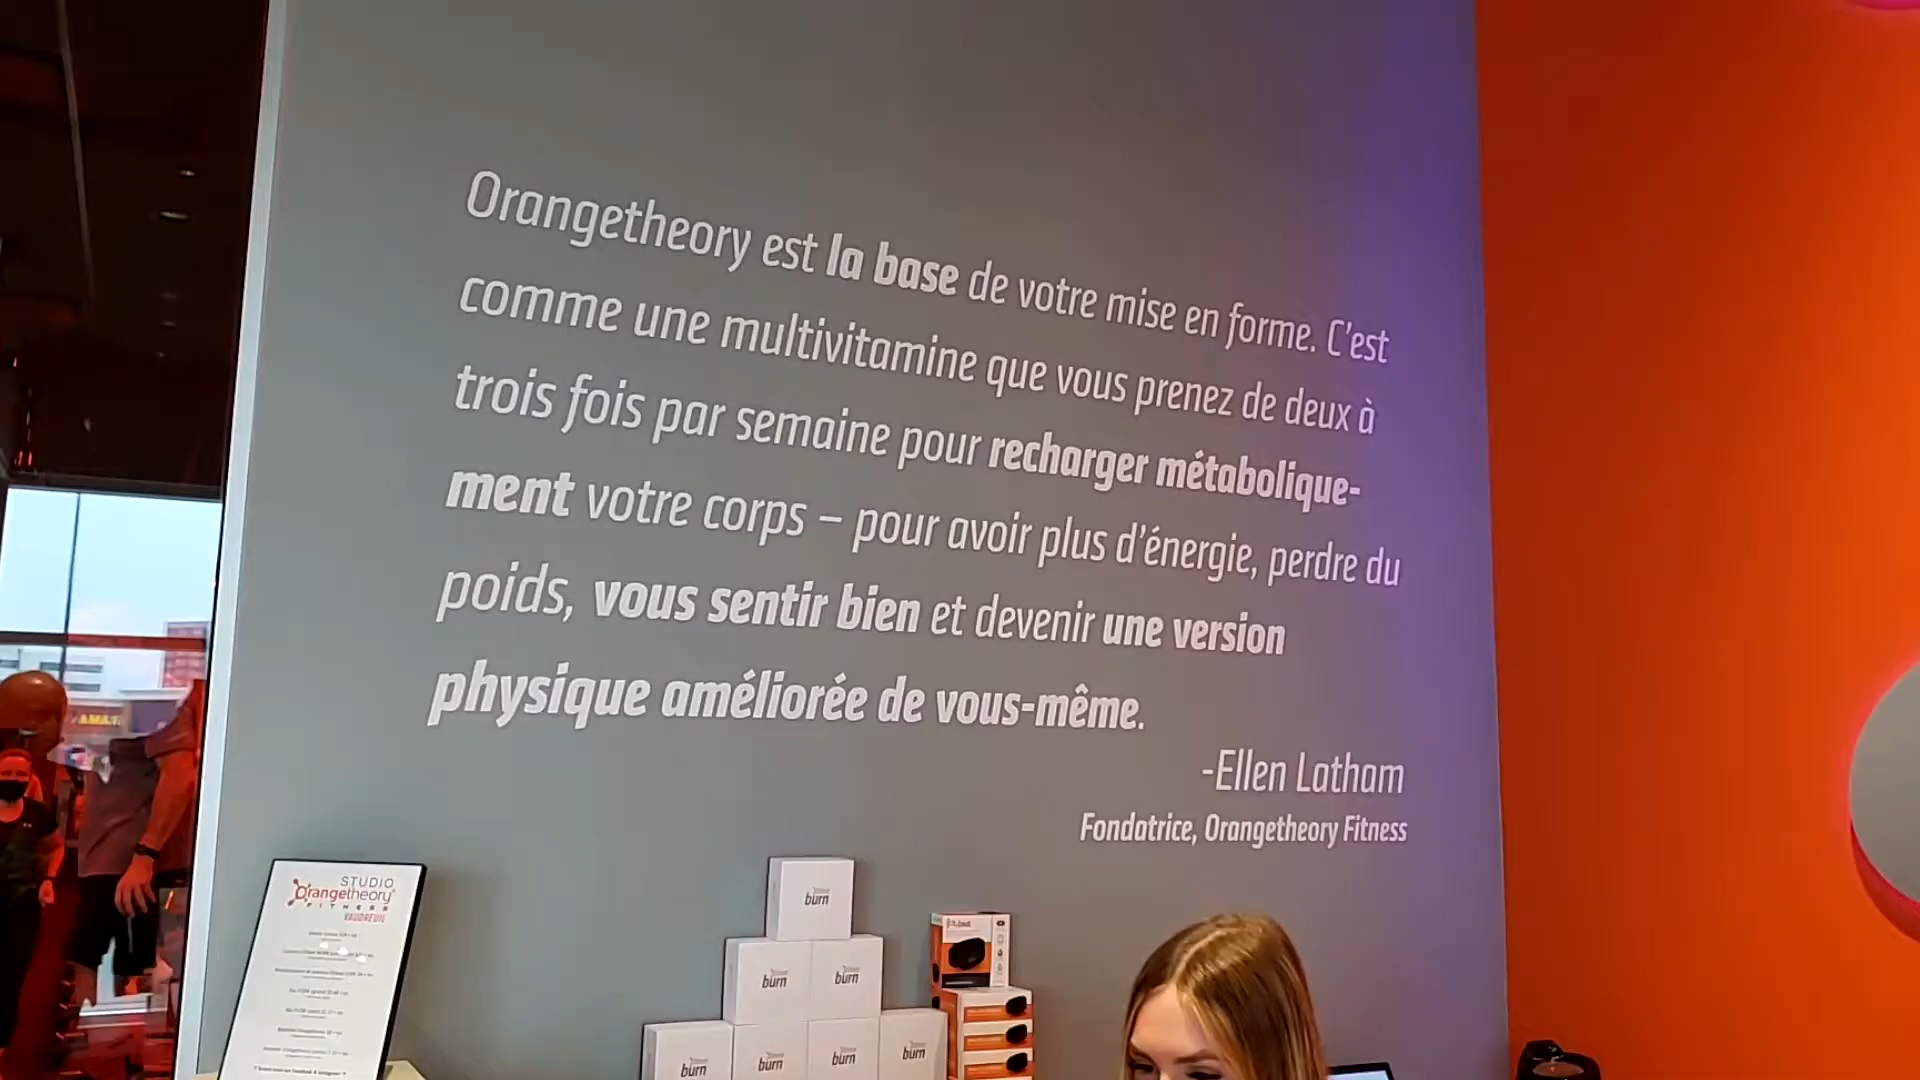 Orangetheory est la base de votre mise en forme. C'est
comme une multivitamine que vous prenez de deux à
trois fois par semaine pour recharger métabolique-
ment votre corps – pour avoir plus d'énergie, perdre du
poids, vous sentir bien et devenir une version
physique améliorée de vous-même.
-Ellen Latham
Fondatrice, Orangetheory Fitness
STUDIO
Orangetheory
FITNESS
VAUDREUIL
burn
burn
burn
burn
burn
burn
burn